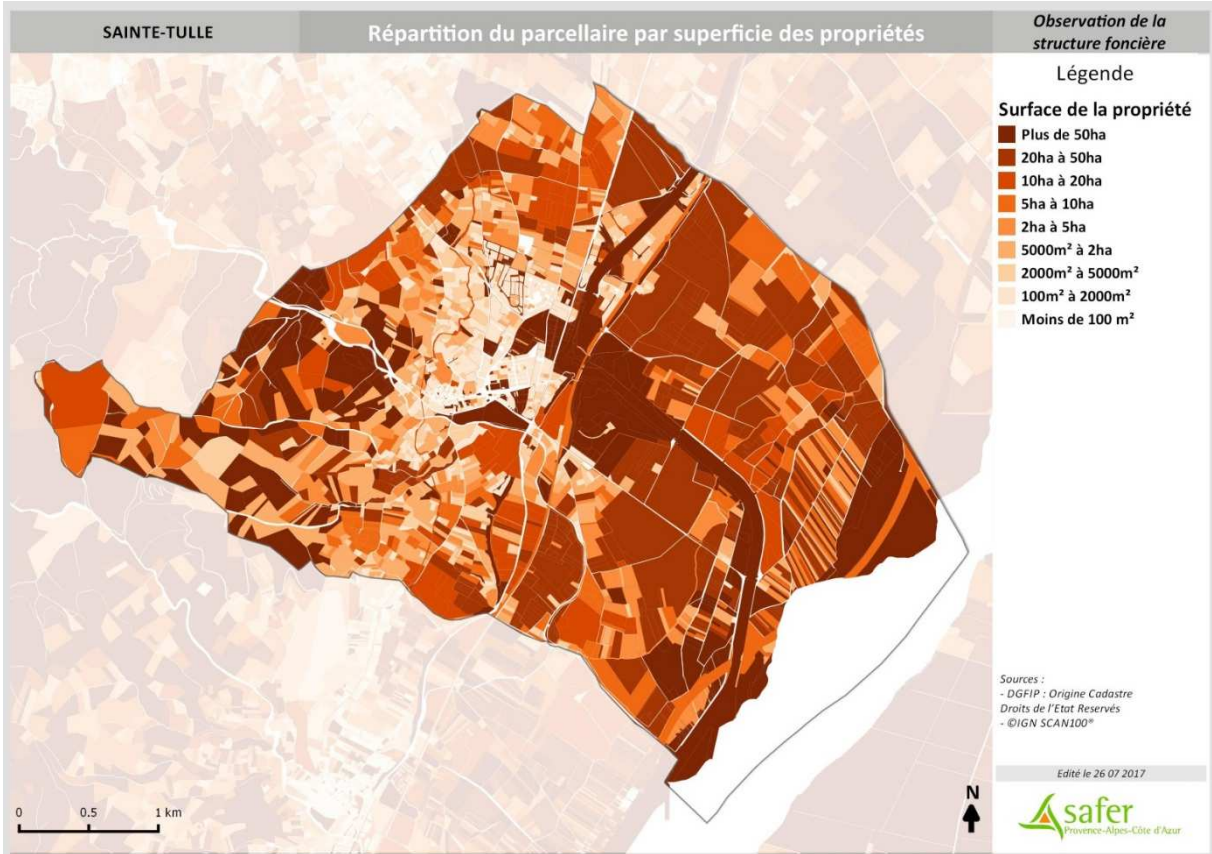 SAINTE-TULLE
Répartition du parcellaire par superficie des propriétés
Observation de la
structure foncière
Légende
Surface de la propriété
Plus de 50ha
20ha à 50ha
10ha à 20ha
5ha à 10ha
2ha à 5ha
5000m² à 2ha
2000m² à 5000m²
100m² à 2000m²
Moins de 100 m²
Sources :
- DGFIP : Origine Cadastre
Droits de l'Etat Reservés
- ©IGN SCAN100®
Edité le 26 07 2017
0 0.5 1 km
N
safer
Provence-Alpes-Côte d'Azur